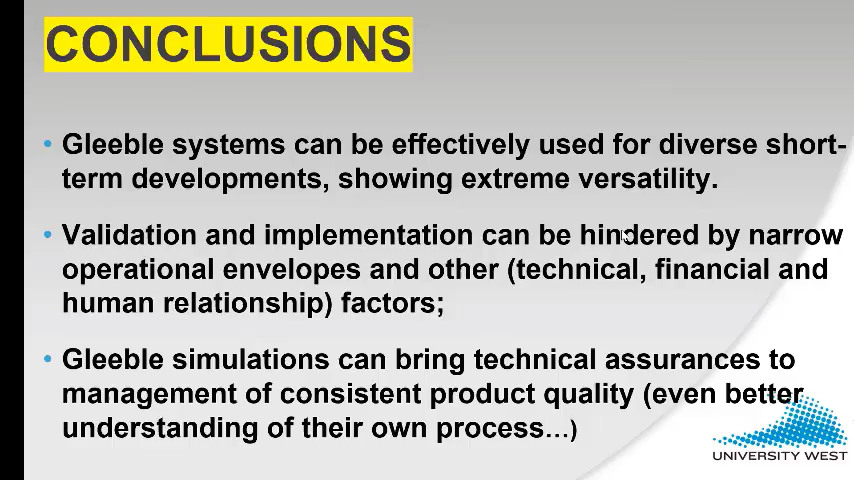 CONCLUSIONS
• Gleeble systems can be effectively used for diverse short-
term developments, showing extreme versatility.
• Validation and implementation can be hindered by narrow
operational envelopes and other (technical, financial and
human relationship) factors;
• Gleeble simulations can bring technical assurances to
management of consistent product quality (even better
understanding of their own process...)
UNIVERSITY WEST